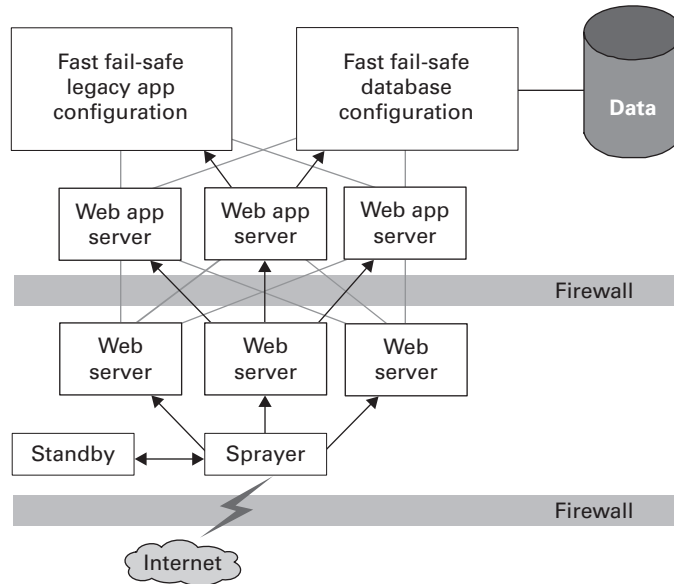 Fast fail-safe
legacy app
configuration
Fast fail-safe
database
configuration
Data
Web app
server
Web app
server
Web app
server
Firewall
Web
server
Web
server
Web
server
Standby
Sprayer
Firewall
Internet